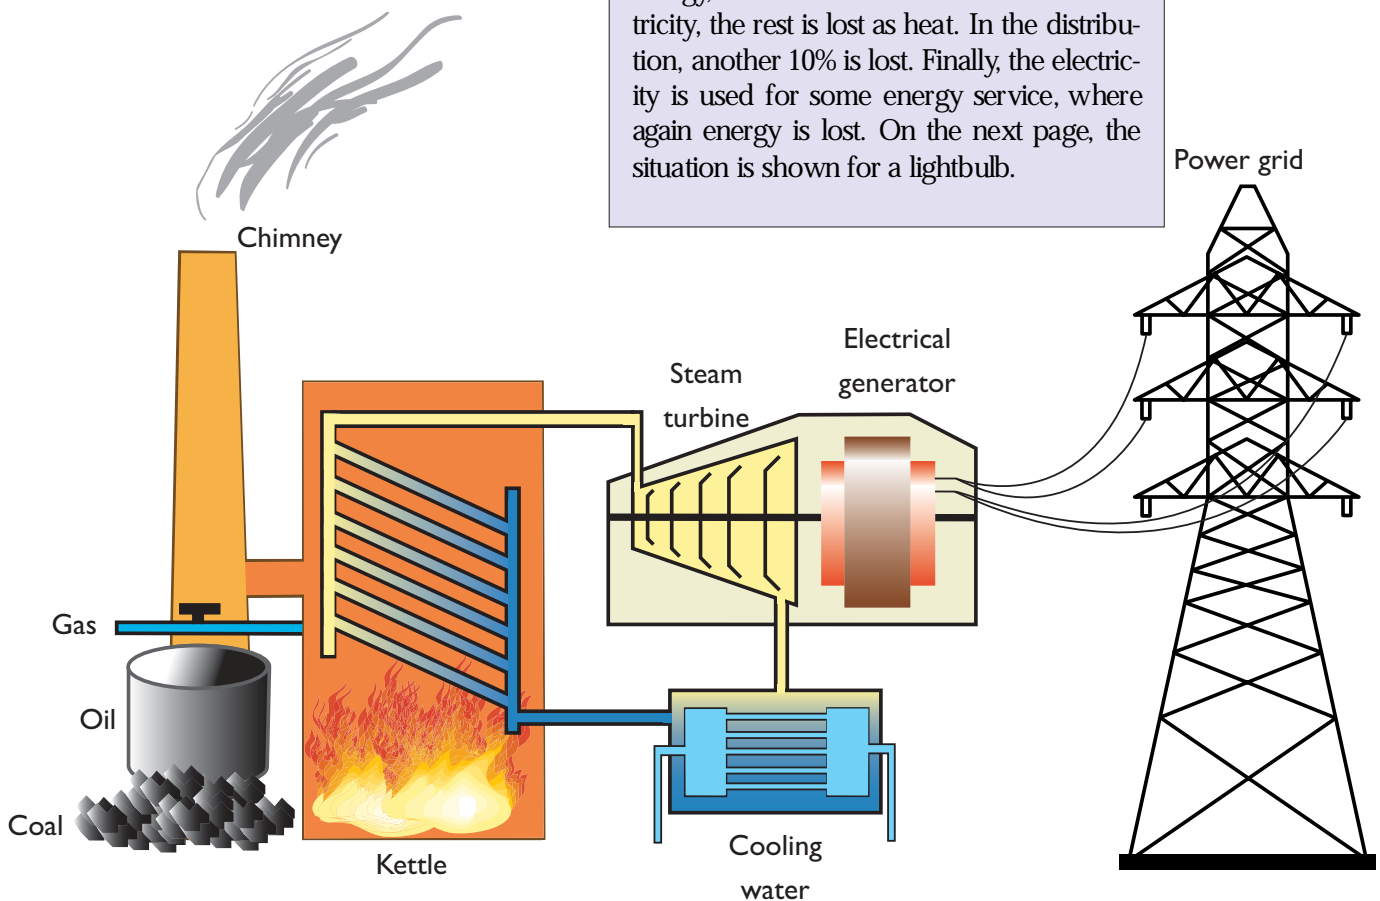 tricity, the rest is lost as heat. In the distribu-
tion, another 10% is lost. Finally, the electric-
ity is used for some energy service, where
again energy is lost. On the next page, the
situation is shown for a lightbulb.
Power grid
Chimney
Electrical
generator
Steam
turbine
Gas
Oil
Coal
Kettle
Cooling
water